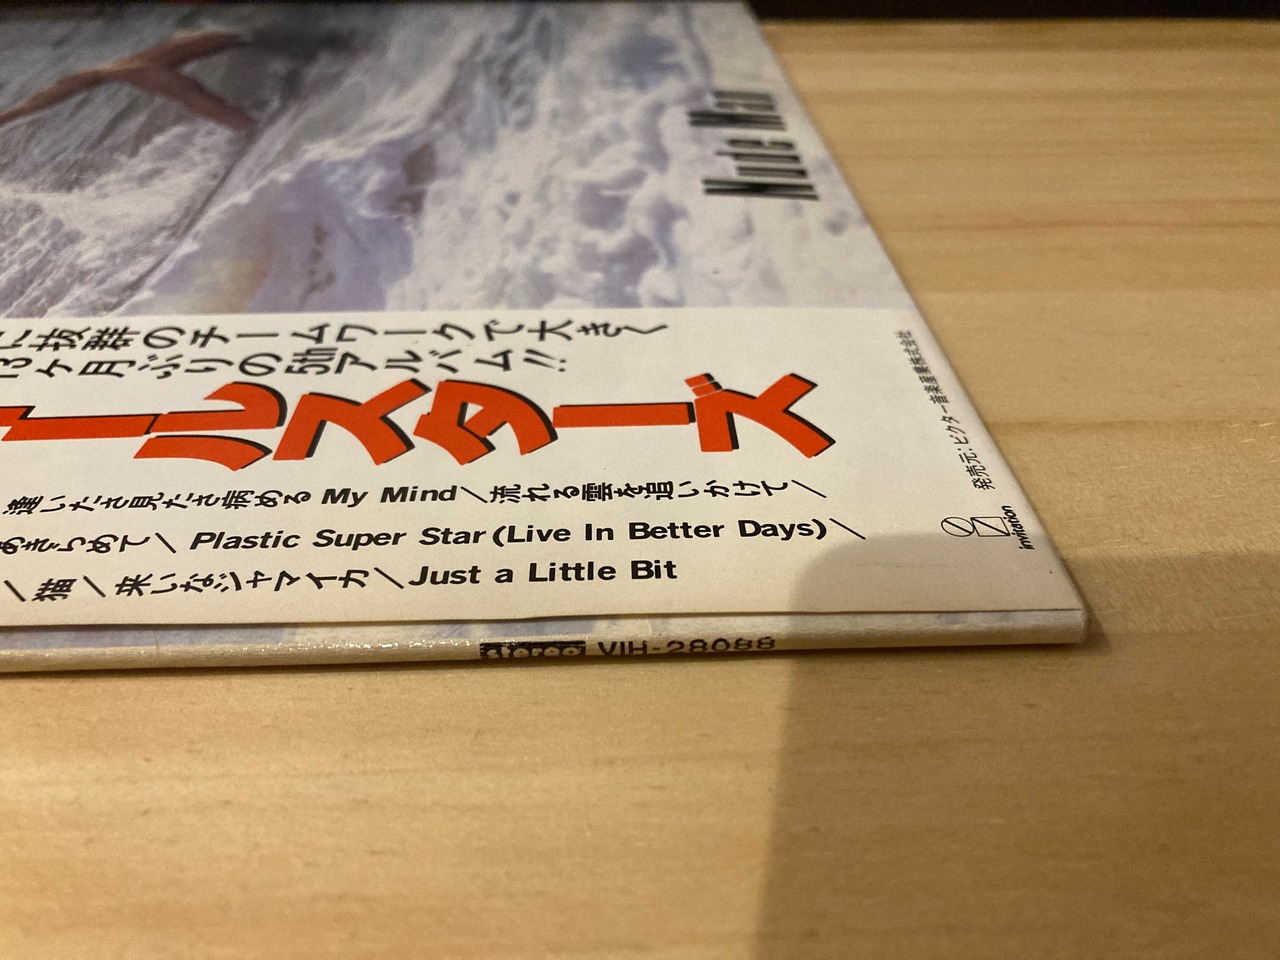 Nude Man
に抜群のチームワークで大きく
3ヶ月ぶりの5thアルバム!!
ールスターズ
逢いたさ見たさ病める My Mind／流れる雲を追いかけて／
あきらめて／ Plastic Super Star (Live In Better Days)／
／猫／来いなジャマイカ／Just a Little Bit
発売元:ビクター音楽産業株式会社
invitation
stereo VIH-28088